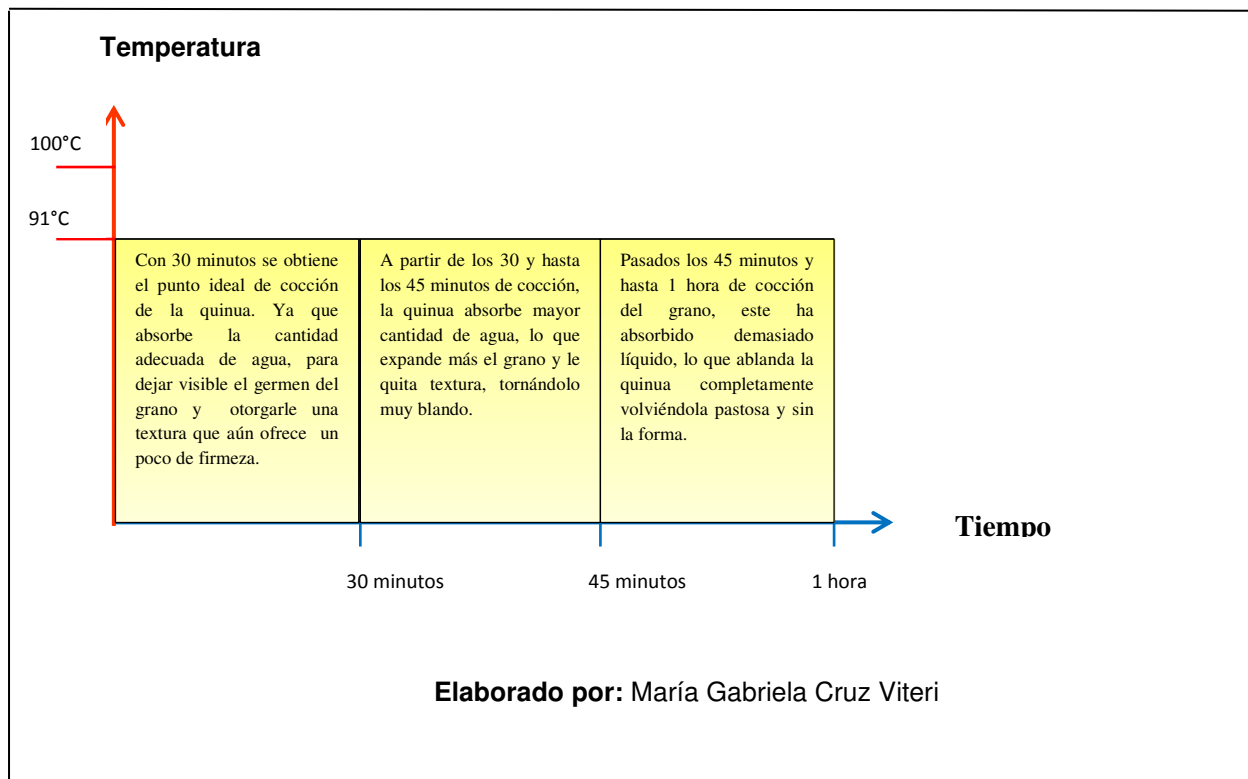 Temperatura
100°C
91°C
Con 30 minutos se obtiene
el punto ideal de cocción
de la quinua. Ya que
absorbe la cantidad
adecuada de agua, para
dejar visible el germen del
grano y otorgarle una
textura que aún ofrece un
poco de firmeza.
A partir de los 30 y hasta
los 45 minutos de cocción,
la quinua absorbe mayor
cantidad de agua, lo que
expande más el grano y le
quita textura, tornándolo
muy blando.
Pasados los 45 minutos y
hasta 1 hora de cocción
del grano, este ha
absorbido demasiado
líquido, lo que ablanda la
quinua completamente
volviéndola pastosa y sin
la forma.
Tiempo
30 minutos
45 minutos
1 hora
Elaborado por: María Gabriela Cruz Viteri